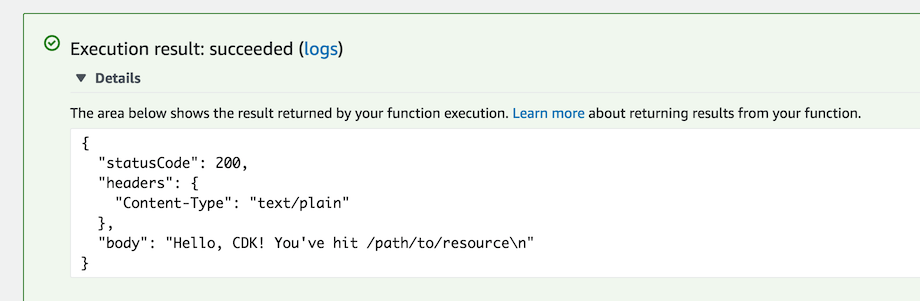 Execution result: succeeded (logs)
Details
The area below shows the result returned by your function execution. Learn more about returning results from your function.
{
  "statusCode": 200,
  "headers": {
    "Content-Type": "text/plain"
  },
  "body": "Hello, CDK! You've hit /path/to/resource\n"
}